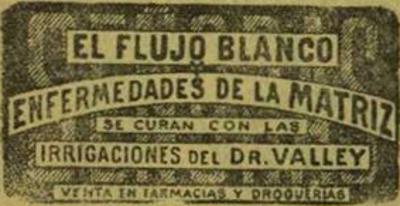 EL FLUJO BLANCO
Y
ENFERMEDADES DE LA MATRIZ
SE CURAN CON LAS
IRRIGACIONES DEL DR. VALLEY
VENTA EN FARMACIAS Y DROGUERIAS